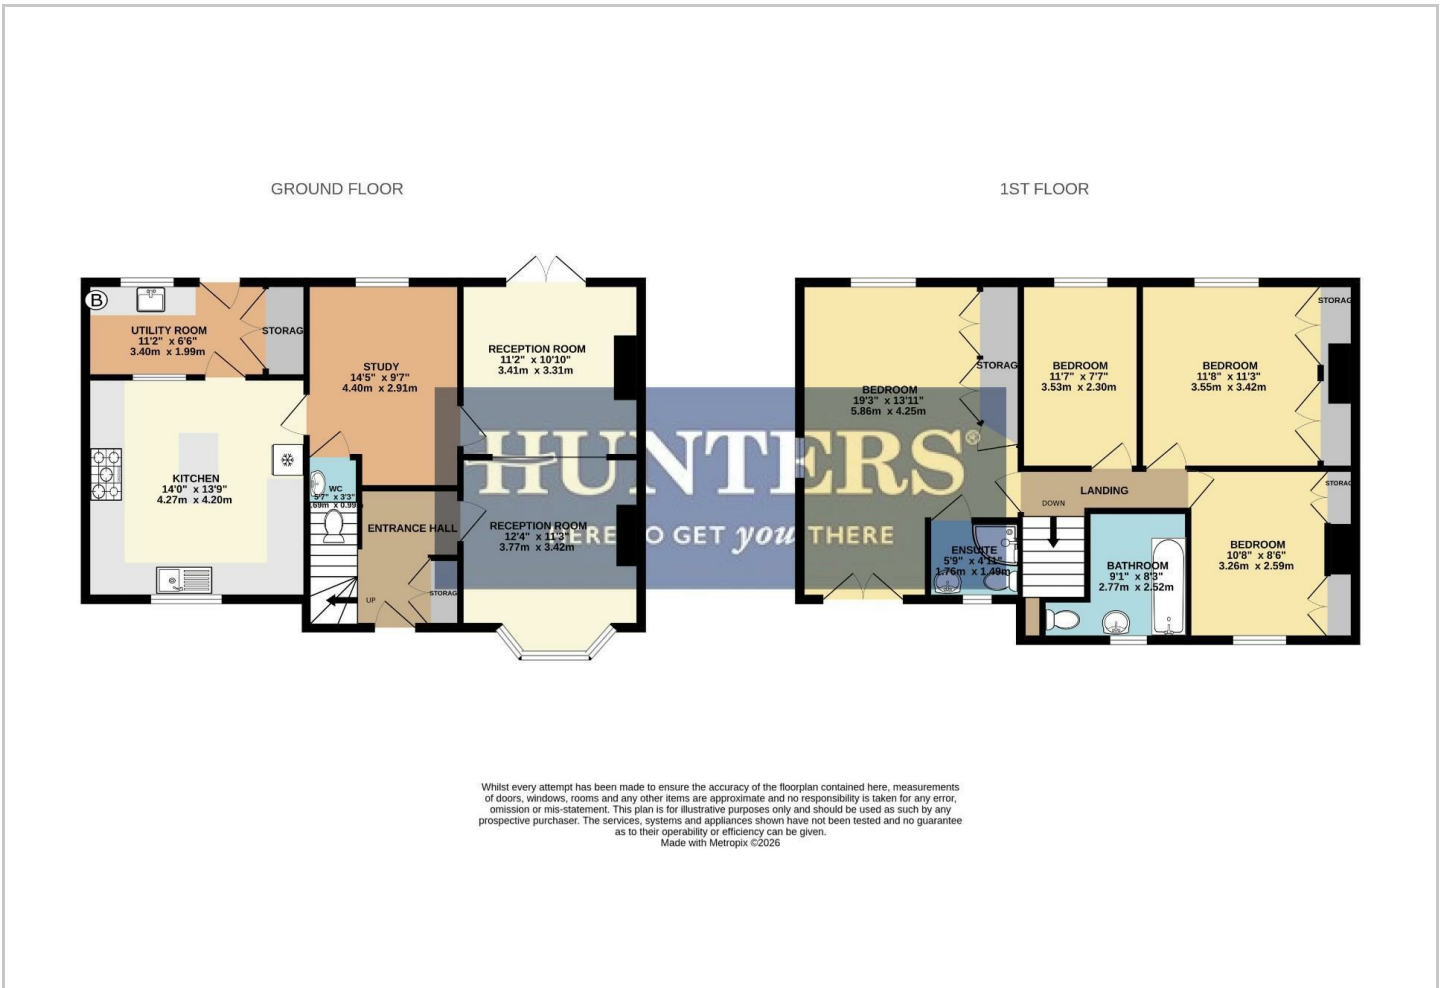 GROUND FLOOR
1ST FLOOR
B
UTILITY ROOM
11'2" x 6'6"
3.40m x 1.99m
STORAG
STUDY
14'5" x 9'7"
4.40m x 2.91m
RECEPTION ROOM
11'2" x 10'10"
3.41m x 3.31m
KITCHEN
14'0" x 13'9"
4.27m x 4.20m
WC
5'7" x 3'3"
.69m x 0.99
ENTRANCE HALL
UP
STORAG
RECEPTION ROOM
12'4" x 11'3"
3.77m x 3.42m
HUNTERS®
HERE TO GET you THERE
BEDROOM
19'3" x 13'11"
5.86m x 4.25m
STORAG
BEDROOM
11'7" x 7'7"
3.53m x 2.30m
BEDROOM
11'8" x 11'3"
3.55m x 3.42m
STORAG
LANDING
DOWN
ENSUITE
5'9" x 4'11"
1.76m x 1.49m
BATHROOM
9'1" x 8'3"
2.77m x 2.52m
BEDROOM
10'8" x 8'6"
3.26m x 2.59m
STORAG
Whilst every attempt has been made to ensure the accuracy of the floorplan contained here, measurements
of doors, windows, rooms and any other items are approximate and no responsibility is taken for any error,
omission or mis-statement. This plan is for illustrative purposes only and should be used as such by any
prospective purchaser. The services, systems and appliances shown have not been tested and no guarantee
as to their operability or efficiency can be given.
Made with Metropix ©2026